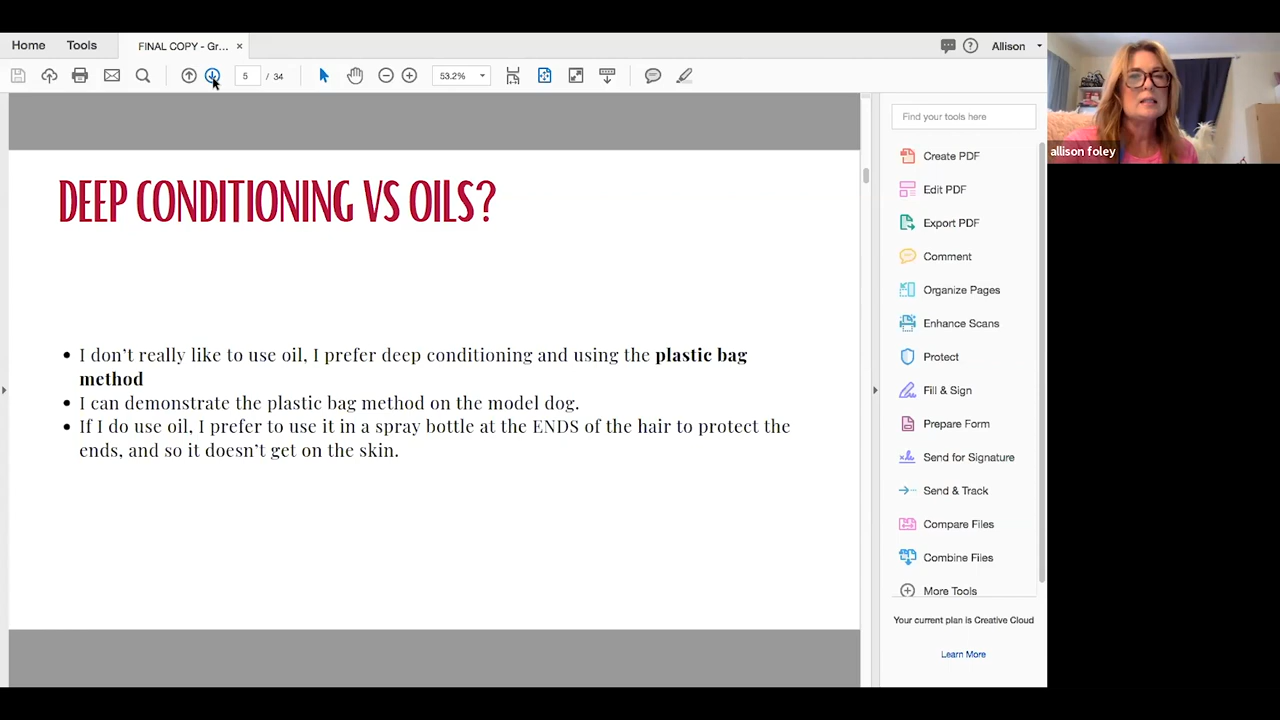 Home
Tools
FINAL COPY - Gr... ×
Allison
5 / 34
53.2%
Find your tools here
Create PDF
Edit PDF
Export PDF
Comment
Organize Pages
Enhance Scans
Protect
Fill & Sign
Prepare Form
Send for Signature
Send & Track
Compare Files
Combine Files
More Tools
Your current plan is Creative Cloud
Learn More
allison foley
DEEP CONDITIONING VS OILS?
• I don't really like to use oil, I prefer deep conditioning and using the plastic bag
method
• I can demonstrate the plastic bag method on the model dog.
• If I do use oil, I prefer to use it in a spray bottle at the ENDS of the hair to protect the
ends, and so it doesn't get on the skin.